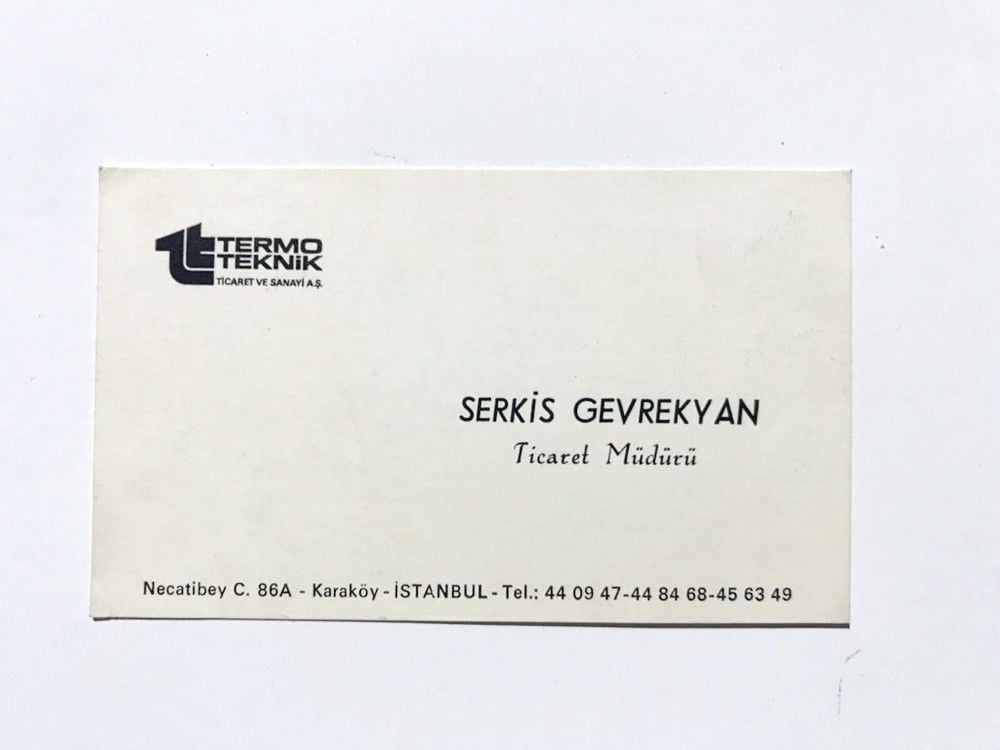 tt TERMO
TEKNİK
TİCARET VE SANAYİ A.Ş.
SERKİS GEVREKYAN
Ticaret Müdürü
Necatibey C. 86A - Karaköy - İSTANBUL - Tel.: 44 09 47-44 84 68-45 63 49